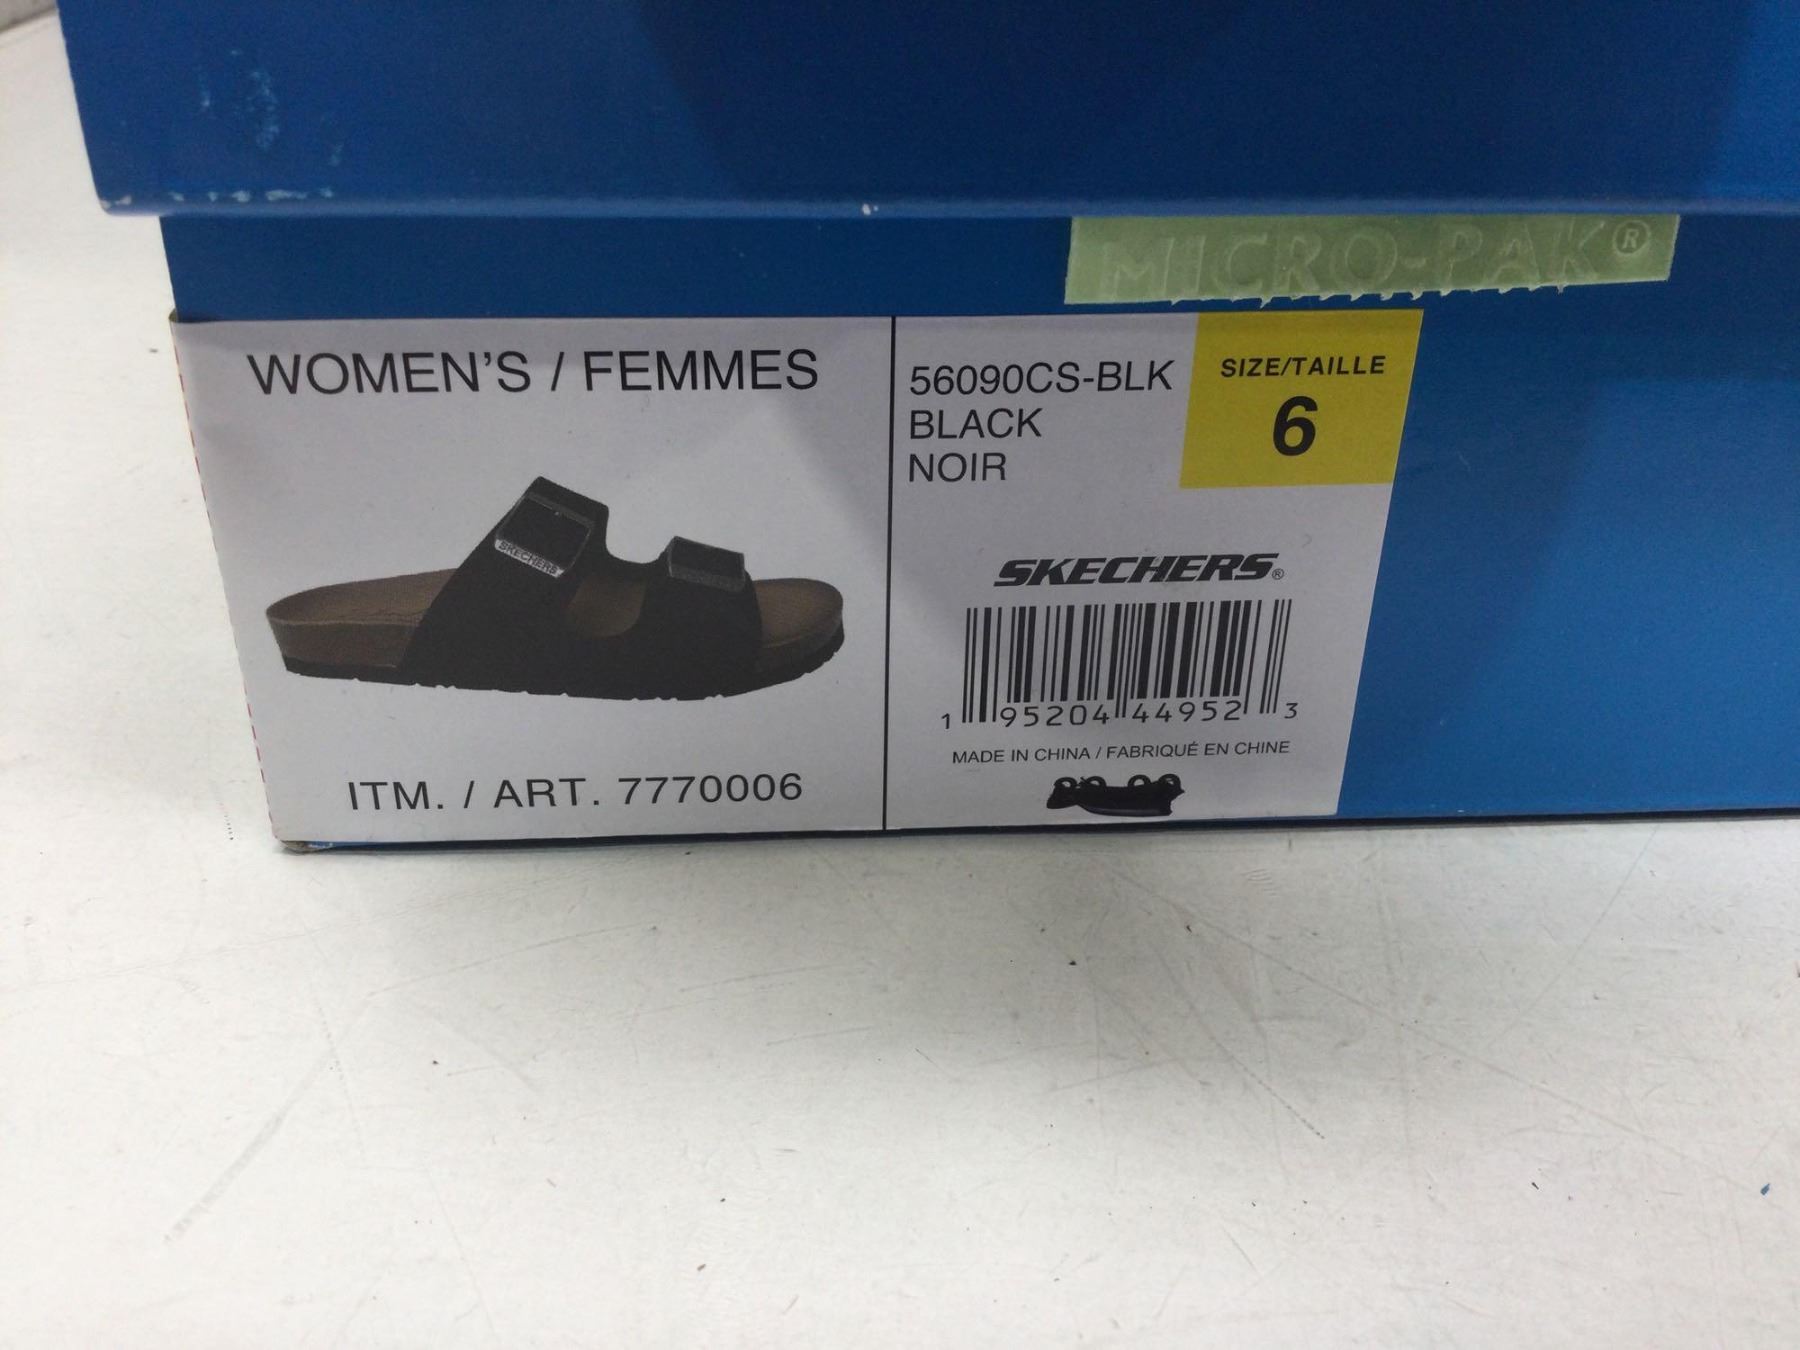 MICRO-PAK®
WOMEN'S / FEMMES
SKECHERS
ITM. / ART. 7770006
56090CS-BLK
BLACK
NOIR
SIZE/TAILLE
6
SKECHERS®
1 95204 44952 3
MADE IN CHINA / FABRIQUÉ EN CHINE